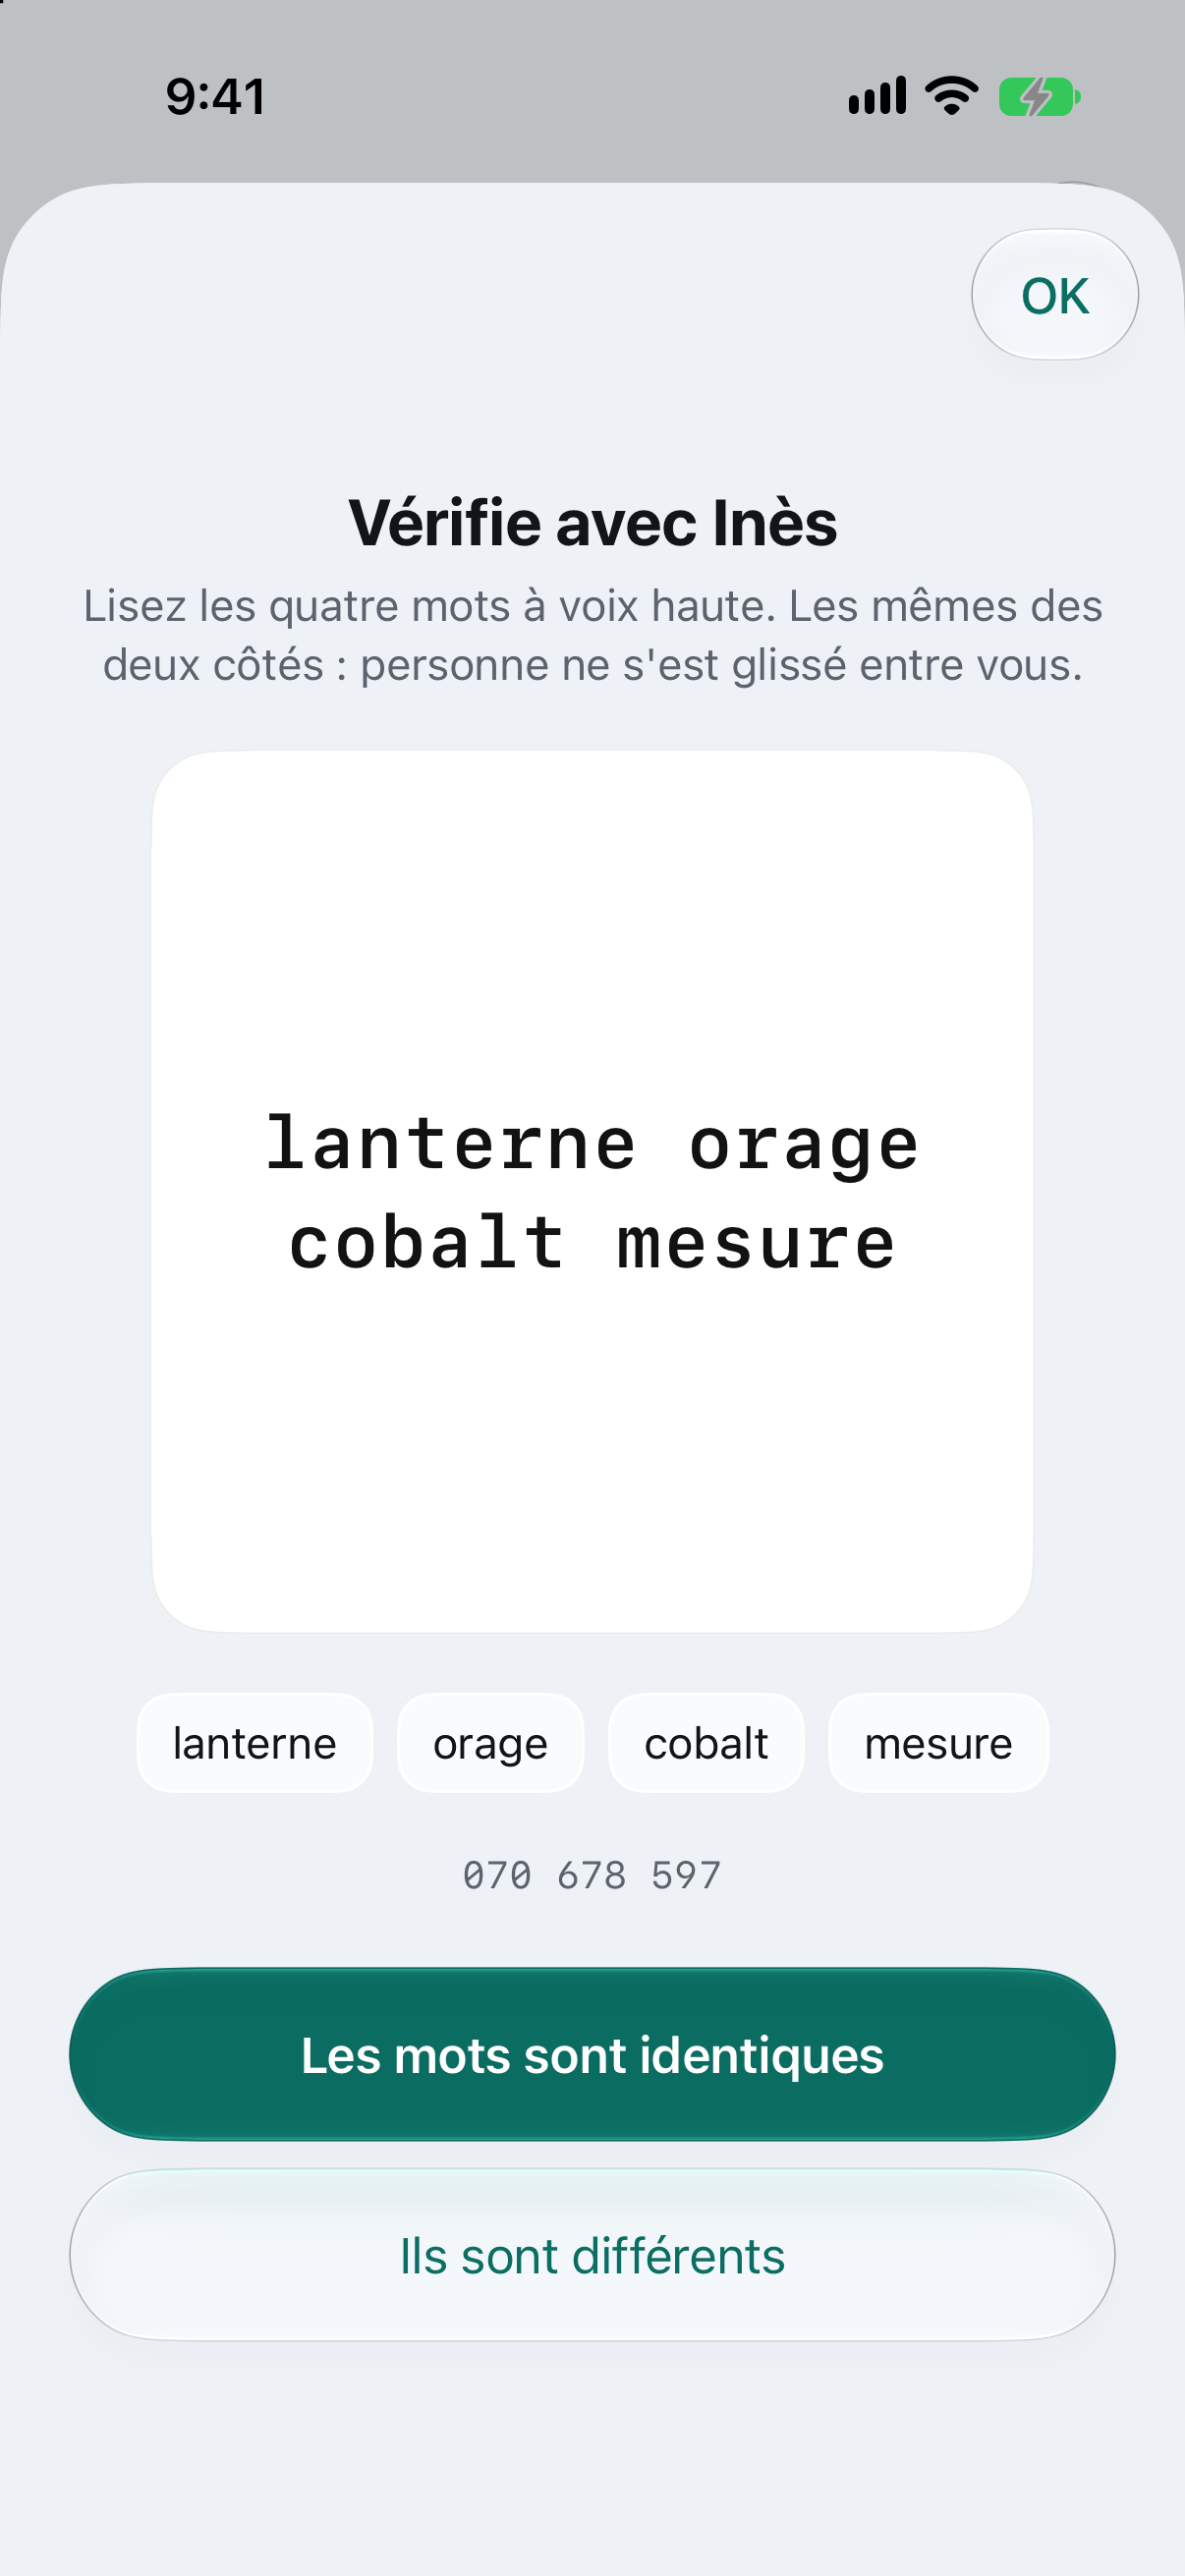 9:41
OK
Vérifie avec Inès
Lisez les quatre mots à voix haute. Les mêmes des
deux côtés : personne ne s'est glissé entre vous.
lanterne orage
cobalt mesure
lanterne orage cobalt mesure
070 678 597
Les mots sont identiques
Ils sont différents